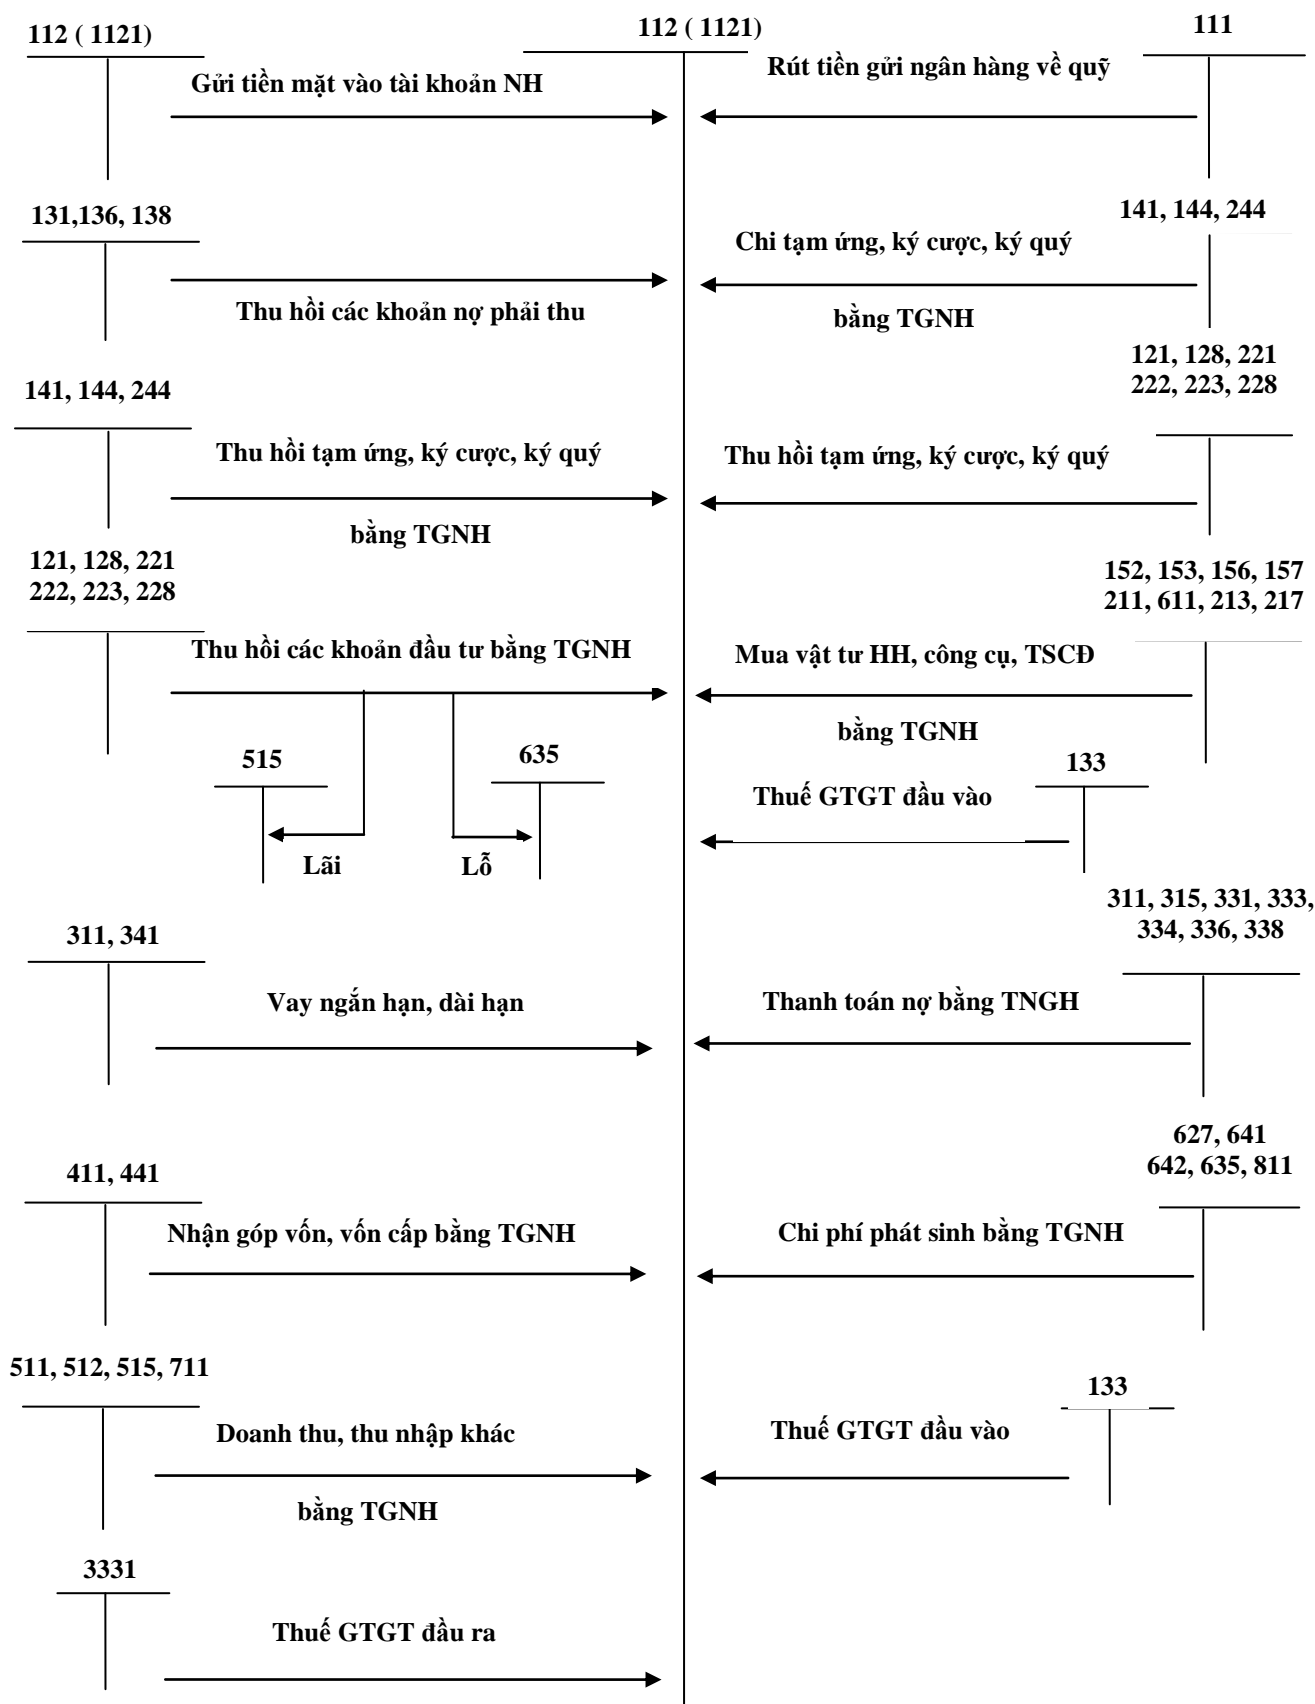 112 ( 1121)
112 ( 1121)
111
Gửi tiền mặt vào tài khoản NH
Rút tiền gửi ngân hàng về quỹ
131,136, 138
141, 144, 244
Thu hồi các khoản nợ phải thu
Chi tạm ứng, ký cược, ký quý
bằng TGNH
141, 144, 244
121, 128, 221
222, 223, 228
Thu hồi tạm ứng, ký cược, ký quý
bằng TGNH
Thu hồi tạm ứng, ký cược, ký quý
121, 128, 221
222, 223, 228
152, 153, 156, 157
211, 611, 213, 217
Thu hồi các khoản đầu tư bằng TGNH
Mua vật tư HH, công cụ, TSCĐ
bằng TGNH
515
635
133
Lãi
Lỗ
Thuế GTGT đầu vào
311, 341
311, 315, 331, 333,
334, 336, 338
Vay ngắn hạn, dài hạn
Thanh toán nợ bằng TNGH
411, 441
627, 641
642, 635, 811
Nhận góp vốn, vốn cấp bằng TGNH
Chi phí phát sinh bằng TGNH
511, 512, 515, 711
133
Doanh thu, thu nhập khác
bằng TGNH
Thuế GTGT đầu vào
3331
Thuế GTGT đầu ra